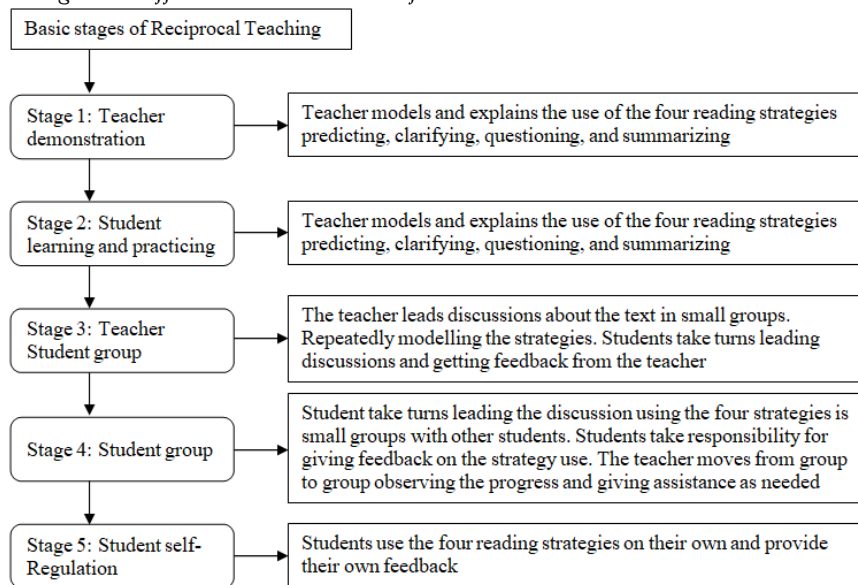 Basic stages of Reciprocal Teaching
Stage 1: Teacher
demonstration
Teacher models and explains the use of the four reading strategies
predicting, clarifying, questioning, and summarizing
Stage 2: Student
learning and practicing
Teacher models and explains the use of the four reading strategies
predicting, clarifying, questioning, and summarizing
Stage 3: Teacher
Student group
The teacher leads discussions about the text in small groups.
Repeatedly modelling the strategies. Students take turns leading
discussions and getting feedback from the teacher
Stage 4: Student group
Student take turns leading the discussion using the four strategies is
small groups with other students. Students take responsibility for
giving feedback on the strategy use. The teacher moves from group
to group observing the progress and giving assistance as needed
Stage 5: Student self-
Regulation
Students use the four reading strategies on their own and provide
their own feedback